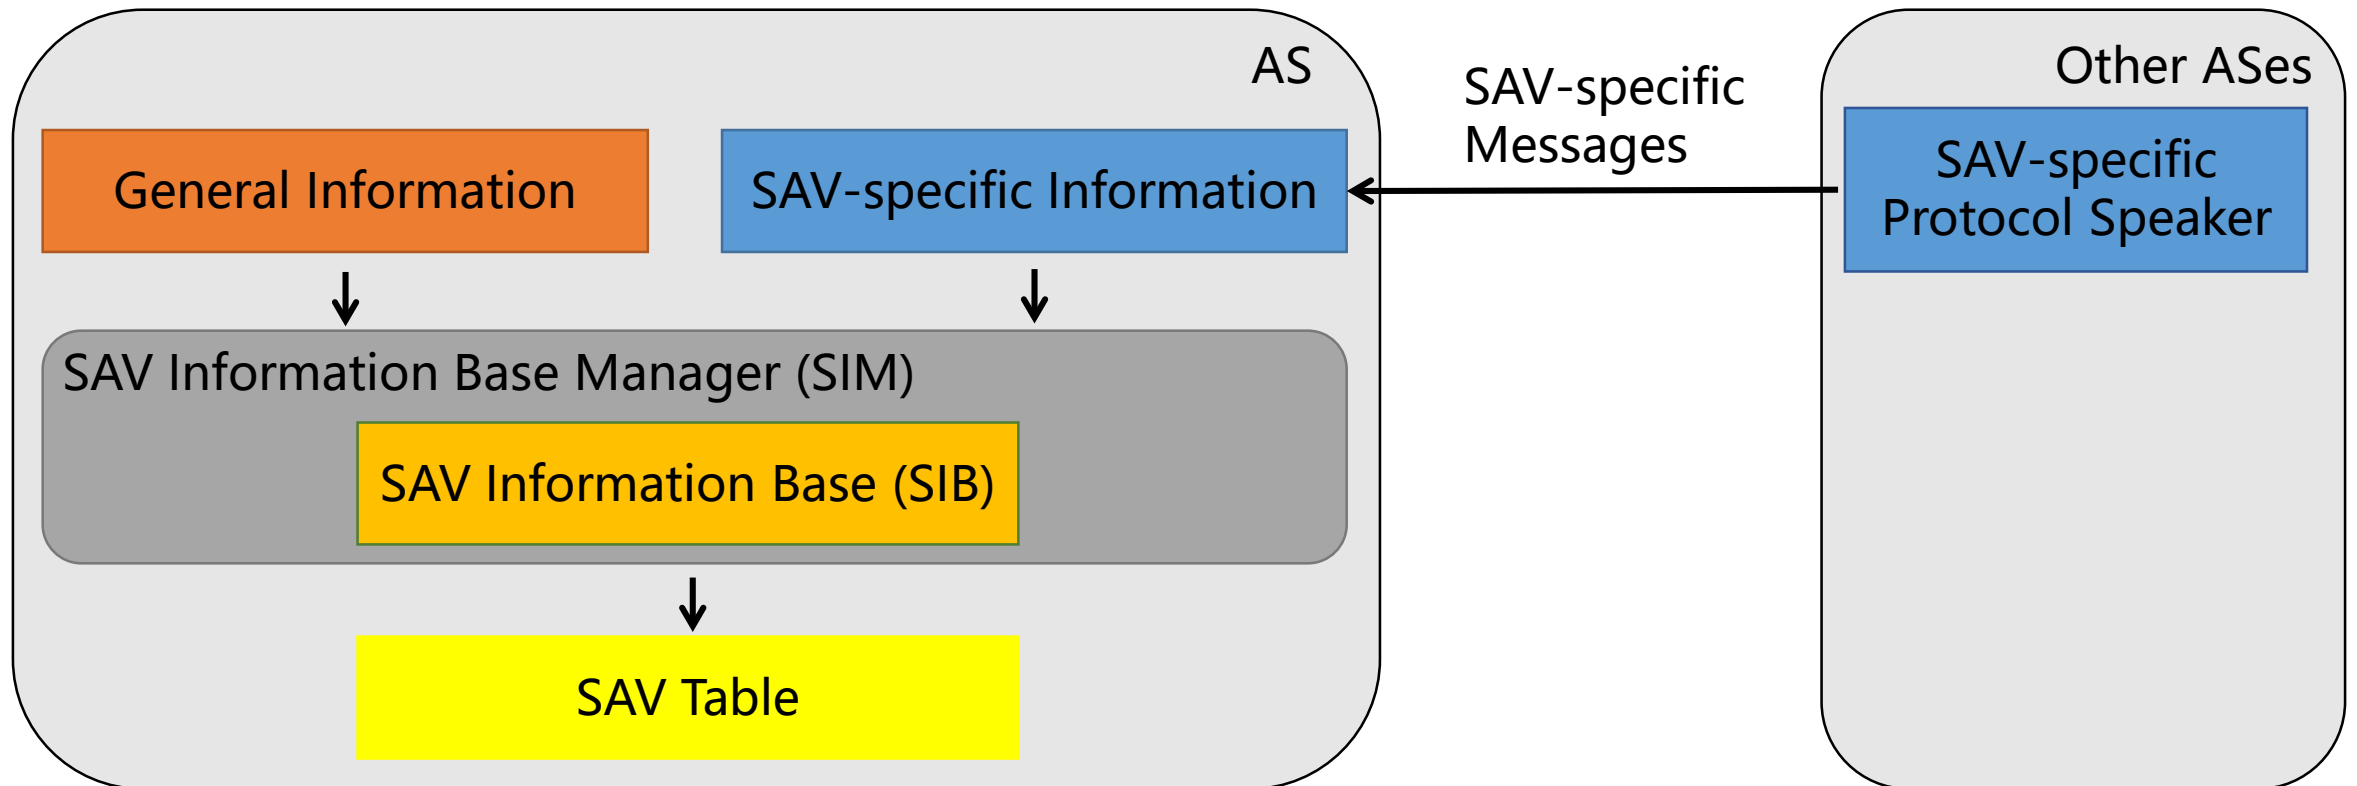 AS
Other ASes
SAV-specific
Messages
General Information
SAV-specific Information
SAV-specific
Protocol Speaker
SAV Information Base Manager (SIM)
SAV Information Base (SIB)
SAV Table